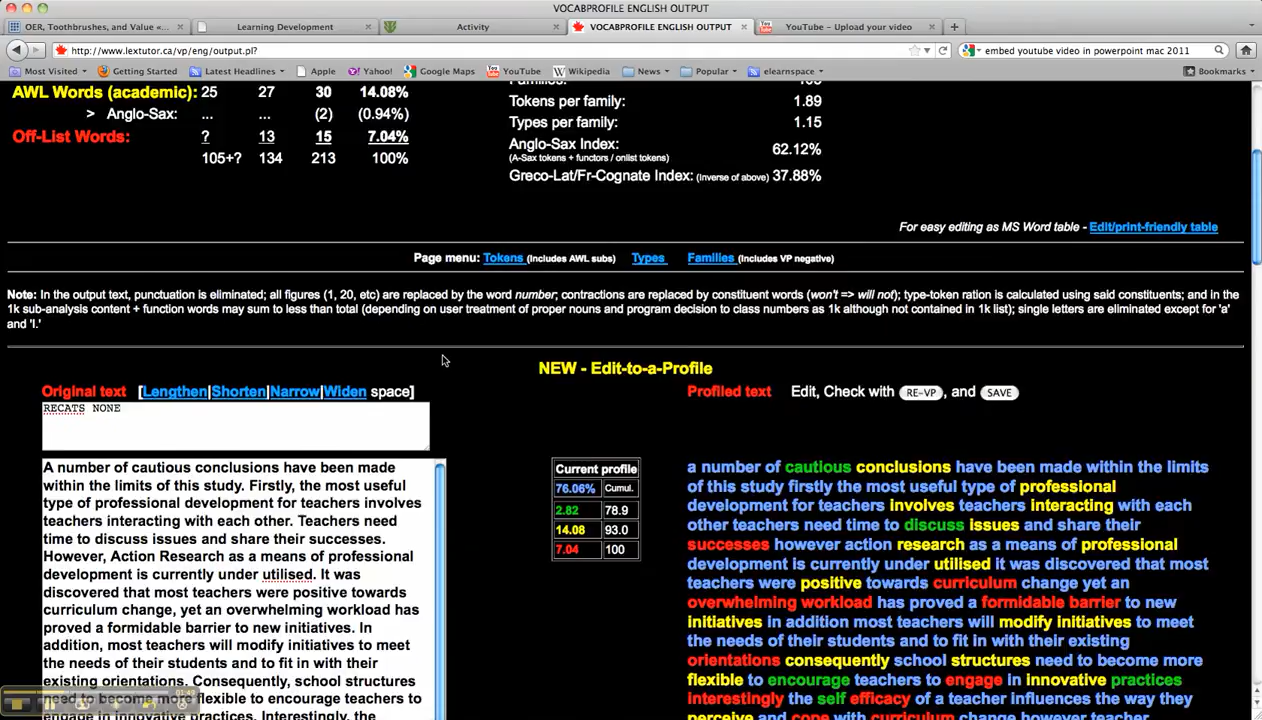 VOCABPROFILE ENGLISH OUTPUT
OER, Toothbrushes, and Value «...
Learning Development
Activity
VOCABPROFILE ENGLISH OUTPUT
YouTube - Upload your video
http://www.lextutor.ca/vp/eng/output.pl?
embed youtube video in powerpoint mac 2011
Most Visited
Getting Started
Latest Headlines
Apple
Yahoo!
Google Maps
YouTube
Wikipedia
News
Popular
elearnspace
Bookmarks
AWL Words (academic): 25 27 30 14.08%
> Anglo-Sax: ... ... (2) (0.94%)
Off-List Words: ? 13 15 7.04%
105+? 134 213 100%
Tokens per family: 1.89
Types per family: 1.15
Anglo-Sax Index: 62.12%
(A-Sax tokens + functors / onlist tokens)
Greco-Lat/Fr-Cognate Index: (Inverse of above) 37.88%
For easy editing as MS Word table - Edit/print-friendly table
Page menu: Tokens (Includes AWL subs) Types Families (Includes VP negative)
Note: In the output text, punctuation is eliminated; all figures (1, 20, etc) are replaced by the word number; contractions are replaced by constituent words (won't => will not); type-token ration is calculated using said constituents; and in the
1k sub-analysis content + function words may sum to less than total (depending on user treatment of proper nouns and program decision to class numbers as 1k although not contained in 1k list); single letters are eliminated except for 'a'
and 'I.'
NEW - Edit-to-a-Profile
Original text [Lengthen|Shorten|Narrow|Widen space]
RECATS NONE
A number of cautious conclusions have been made
within the limits of this study. Firstly, the most useful
type of professional development for teachers involves
teachers interacting with each other. Teachers need
time to discuss issues and share their successes.
However, Action Research as a means of professional
development is currently under utilised. It was
discovered that most teachers were positive towards
curriculum change, yet an overwhelming workload has
proved a formidable barrier to new initiatives. In
addition, most teachers will modify initiatives to meet
the needs of their students and to fit in with their
existing orientations. Consequently, school structures
need to become more flexible to encourage teachers to
engage in innovative practices. Interestingly, the
Current profile
76.06% Cumul.
2.82 78.9
14.08 93.0
7.04 100
Profiled text Edit, Check with RE-VP, and SAVE
a number of cautious conclusions have been made within the limits
of this study firstly the most useful type of professional
development for teachers involves teachers interacting with each
other teachers need time to discuss issues and share their
successes however action research as a means of professional
development is currently under utilised it was discovered that most
teachers were positive towards curriculum change yet an
overwhelming workload has proved a formidable barrier to new
initiatives in addition most teachers will modify initiatives to meet
the needs of their students and to fit in with their existing
orientations consequently school structures need to become more
flexible to encourage teachers to engage in innovative practices
interestingly the self efficacy of a teacher influences the way they
perceive and cope with curriculum change however teacher
1:49